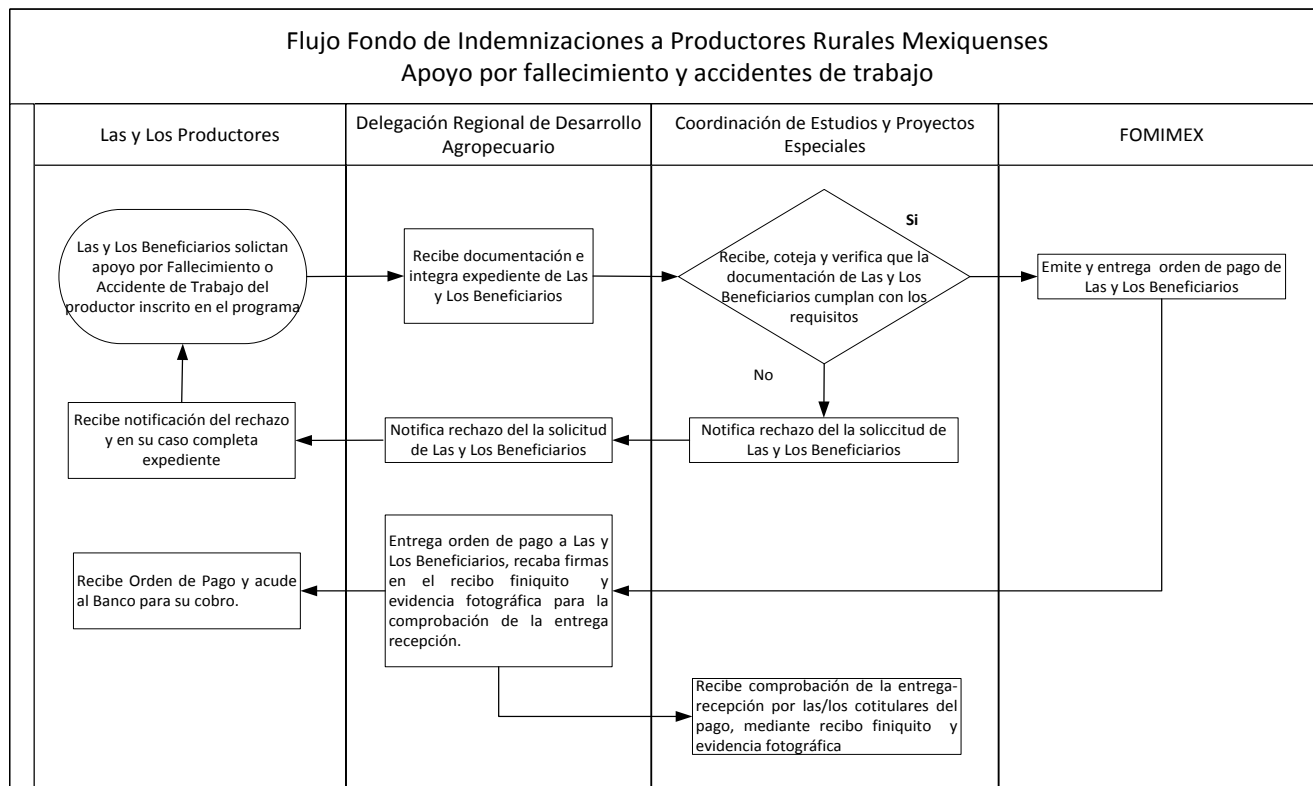 Flujo Fondo de Indemnizaciones a Productores Rurales Mexiquenses
Apoyo por fallecimiento y accidentes de trabajo
Las y Los Productores
Delegación Regional de Desarrollo
Agropecuario
Coordinación de Estudios y Proyectos
Especiales
FOMIMEX
Las y Los Beneficiarios solictan
apoyo por Fallecimiento o
Accidente de Trabajo del
productor inscrito en el programa
Recibe documentación e
integra expediente de Las
y Los Beneficiarios
Si
Recibe, coteja y verifica que la
documentación de Las y Los
Beneficiarios cumplan con los
requisitos
Emite y entrega orden de pago de
Las y Los Beneficiarios
No
Recibe notificación del rechazo
y en su caso completa
expediente
Notifica rechazo del la solicitud
de Las y Los Beneficiarios
Notifica rechazo del la soliccitud de
Las y Los Beneficiarios
Recibe Orden de Pago y acude
al Banco para su cobro.
Entrega orden de pago a Las y
Los Beneficiarios, recaba firmas
en el recibo finiquito y
evidencia fotográfica para la
comprobación de la entrega
recepción.
Recibe comprobación de la entrega-
recepción por las/los cotitulares del
pago, mediante recibo finiquito y
evidencia fotográfica